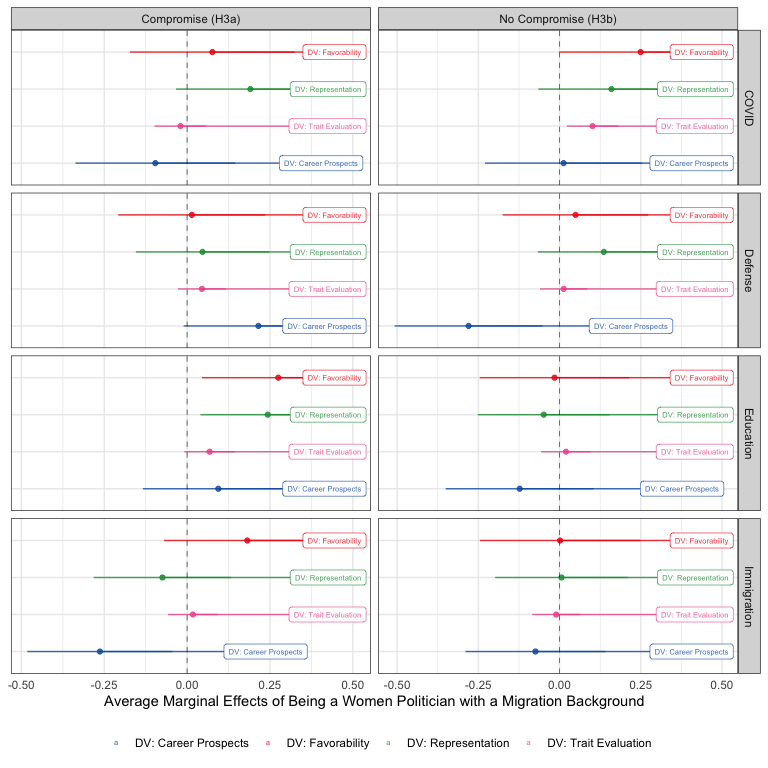 Compromise (H3a)
No Compromise (H3b)
DV: Favorability
DV: Favorability
DV: Representation
DV: Representation
COVID
DV: Trait Evaluation
DV: Trait Evaluation
DV: Career Prospects
DV: Career Prospects
DV: Favorability
DV: Favorability
DV: Representation
DV: Representation
Defense
DV: Trait Evaluation
DV: Trait Evaluation
DV: Career Prospects
DV: Career Prospects
DV: Favorability
DV: Favorability
DV: Representation
DV: Representation
Education
DV: Trait Evaluation
DV: Trait Evaluation
DV: Career Prospects
DV: Career Prospects
DV: Favorability
DV: Favorability
DV: Representation
DV: Representation
Immigration
DV: Trait Evaluation
DV: Trait Evaluation
DV: Career Prospects
DV: Career Prospects
-0.50 -0.25 0.00 0.25 0.50
-0.50 -0.25 0.00 0.25 0.50
Average Marginal Effects of Being a Women Politician with a Migration Background
a DV: Career Prospects a DV: Favorability a DV: Representation a DV: Trait Evaluation